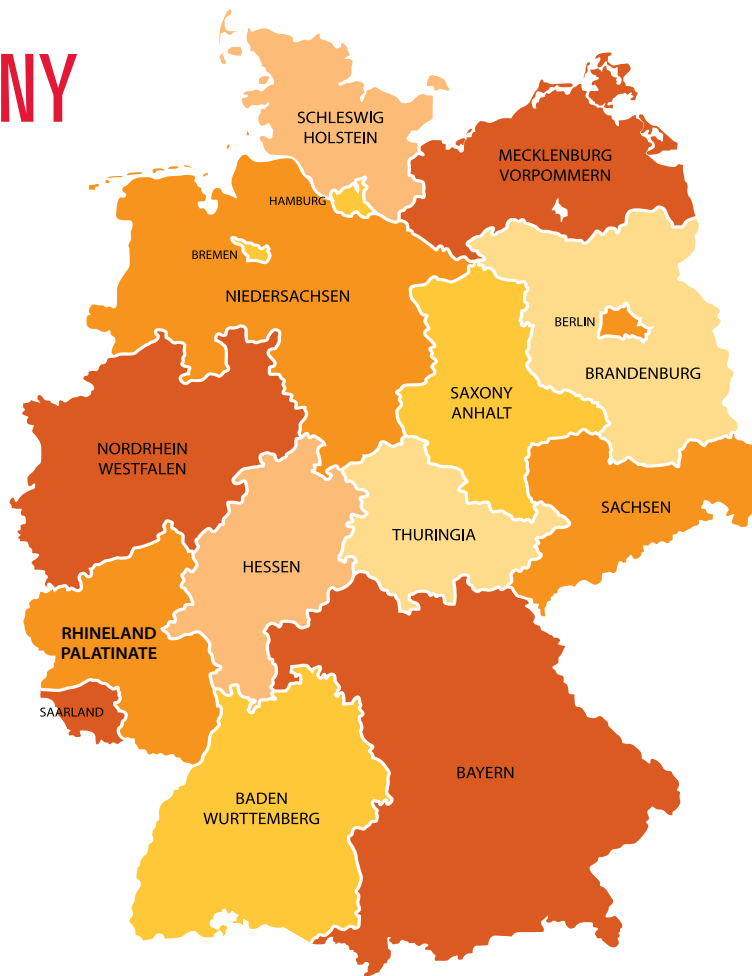 NY
SCHLESWIG
HOLSTEIN
MECKLENBURG
VORPOMMERN
HAMBURG
BREMEN
NIEDERSACHSEN
BERLIN
BRANDENBURG
SAXONY
ANHALT
NORDRHEIN
WESTFALEN
SACHSEN
THURINGIA
HESSEN
RHINELAND
PALATINATE
SAARLAND
BAYERN
BADEN
WURTTEMBERG